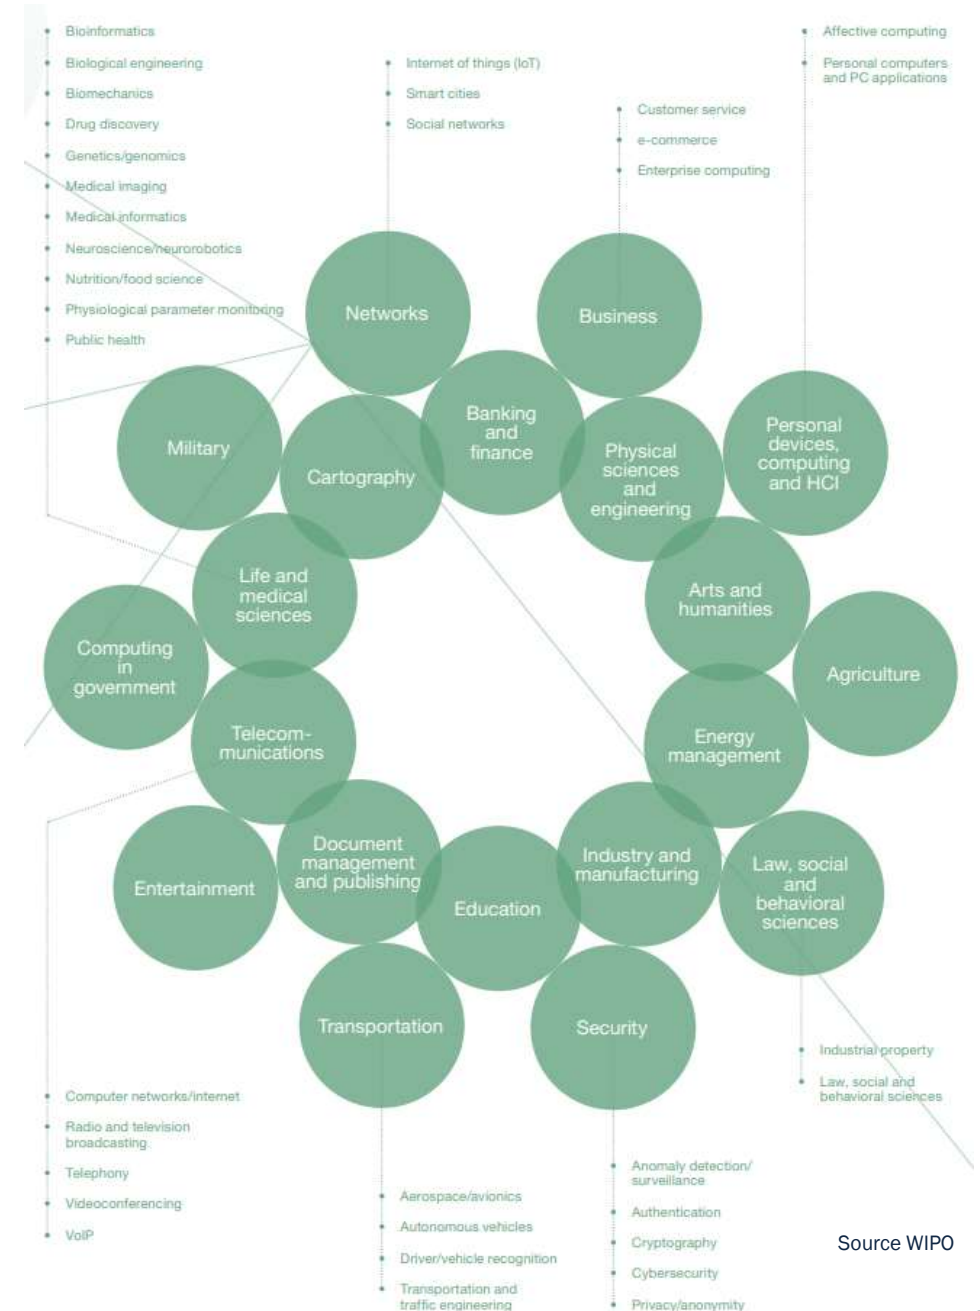 Bioinformatics
Biological engineering
Biomechanics
Drug discovery
Genetics/genomics
Medical imaging
Medical informatics
Neuroscience/neurorobotics
Nutrition/food science
Physiological parameter monitoring
Public health
Internet of things (IoT)
Smart cities
Social networks
Customer service
e-commerce
Enterprise computing
Affective computing
Personal computers
and PC applications
Networks
Business
Banking
and
finance
Personal
devices,
computing
and HCI
Military
Cartography
Physical
sciences
and
engineering
Life and
medical
sciences
Arts and
humanities
Computing
in
government
Agriculture
Telecom-
munications
Energy
management
Document
management
and publishing
Industry and
manufacturing
Law, social
and
behavioral
sciences
Entertainment
Education
Transportation
Security
Industrial property
Law, social and
behavioral sciences
Computer networks/internet
Radio and television
broadcasting
Telephony
Videoconferencing
VoIP
Aerospace/avionics
Autonomous vehicles
Driver/vehicle recognition
Transportation and
traffic engineering
Anomaly detection/
surveillance
Authentication
Cryptography
Cybersecurity
Privacy/anonymity
Source WIPO